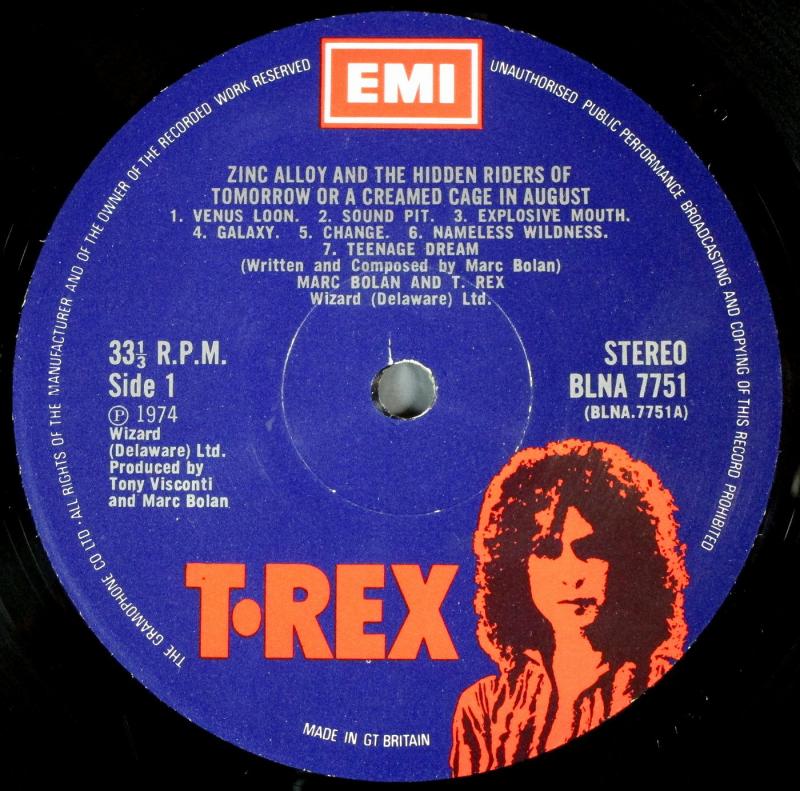 EMI
THE GRAMOPHONE CO LTD · ALL RIGHTS OF THE MANUFACTURER AND OF THE OWNER OF THE RECORDED WORK RESERVED
UNAUTHORISED PUBLIC PERFORMANCE BROADCASTING AND COPYING OF THIS RECORD PROHIBITED
ZINC ALLOY AND THE HIDDEN RIDERS OF
TOMORROW OR A CREAMED CAGE IN AUGUST
1. VENUS LOON. 2. SOUND PIT. 3. EXPLOSIVE MOUTH.
4. GALAXY. 5. CHANGE. 6. NAMELESS WILDNESS.
7. TEENAGE DREAM
(Written and Composed by Marc Bolan)
MARC BOLAN AND T. REX
Wizard (Delaware) Ltd.
33⅓ R.P.M.
Side 1
Ⓟ 1974
Wizard
(Delaware) Ltd.
Produced by
Tony Visconti
and Marc Bolan
STEREO
BLNA 7751
(BLNA.7751A)
T•REX
MADE IN GT BRITAIN